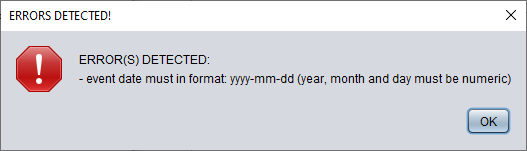 ERRORS DETECTED!
ERROR(S) DETECTED:
- event date must in format: yyyy-mm-dd (year, month and day must be numeric)
OK